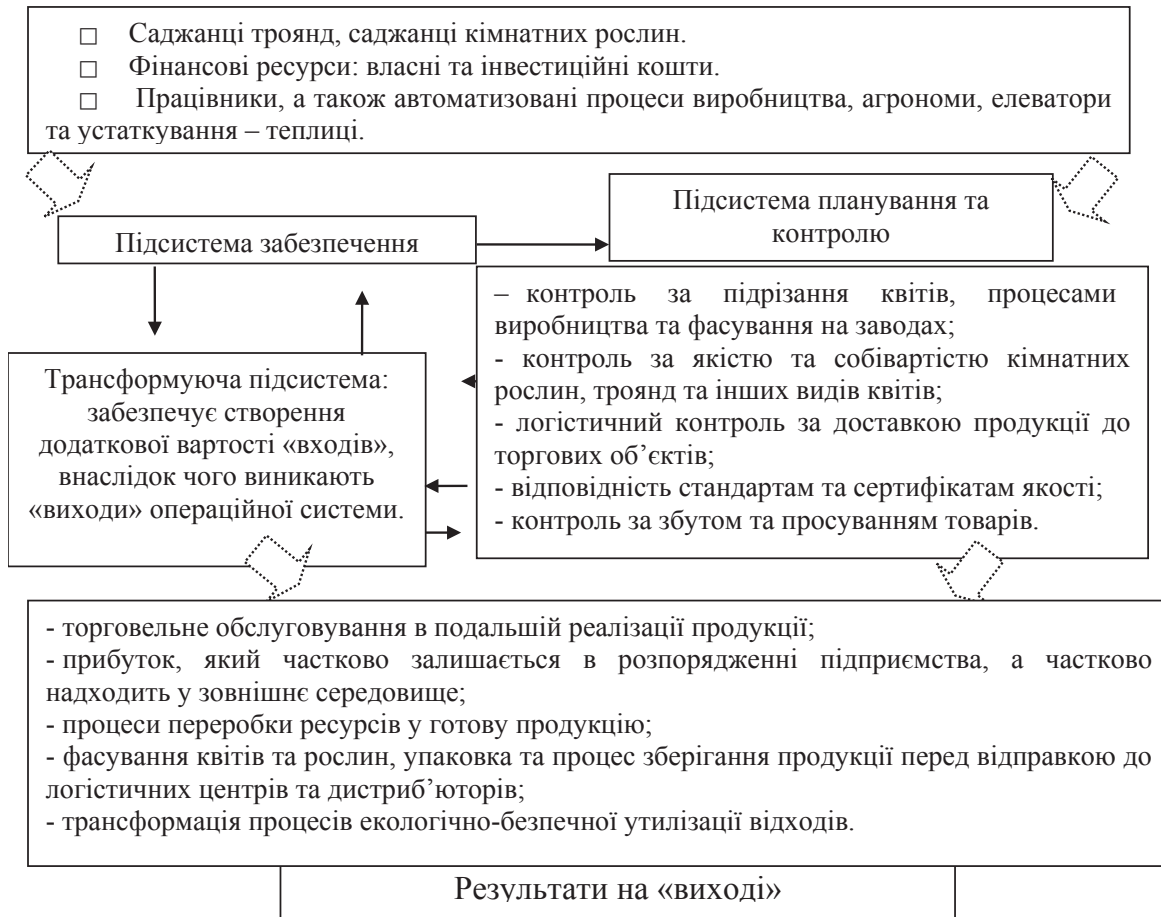 □ Саджанці троянд, саджанці кімнатних рослин.
□ Фінансові ресурси: власні та інвестиційні кошти.
□ Працівники, а також автоматизовані процеси виробництва, агрономи, елеватори
та устаткування – теплиці.
Підсистема забезпечення
Підсистема планування та
контролю
– контроль за підрізання квітів, процесами
виробництва та фасування на заводах;
- контроль за якістю та собівартістю кімнатних
рослин, троянд та інших видів квітів;
- логістичний контроль за доставкою продукції до
торгових об’єктів;
- відповідність стандартам та сертифікатам якості;
- контроль за збутом та просуванням товарів.
Трансформуюча підсистема:
забезпечує створення
додаткової вартості «входів»,
внаслідок чого виникають
«виходи» операційної системи.
- торговельне обслуговування в подальшій реалізації продукції;
- прибуток, який частково залишається в розпорядженні підприємства, а частково
надходить у зовнішнє середовище;
- процеси переробки ресурсів у готову продукцію;
- фасування квітів та рослин, упаковка та процес зберігання продукції перед відправкою до
логістичних центрів та дистриб’юторів;
- трансформація процесів екологічно-безпечної утилізації відходів.
Результати на «виході»